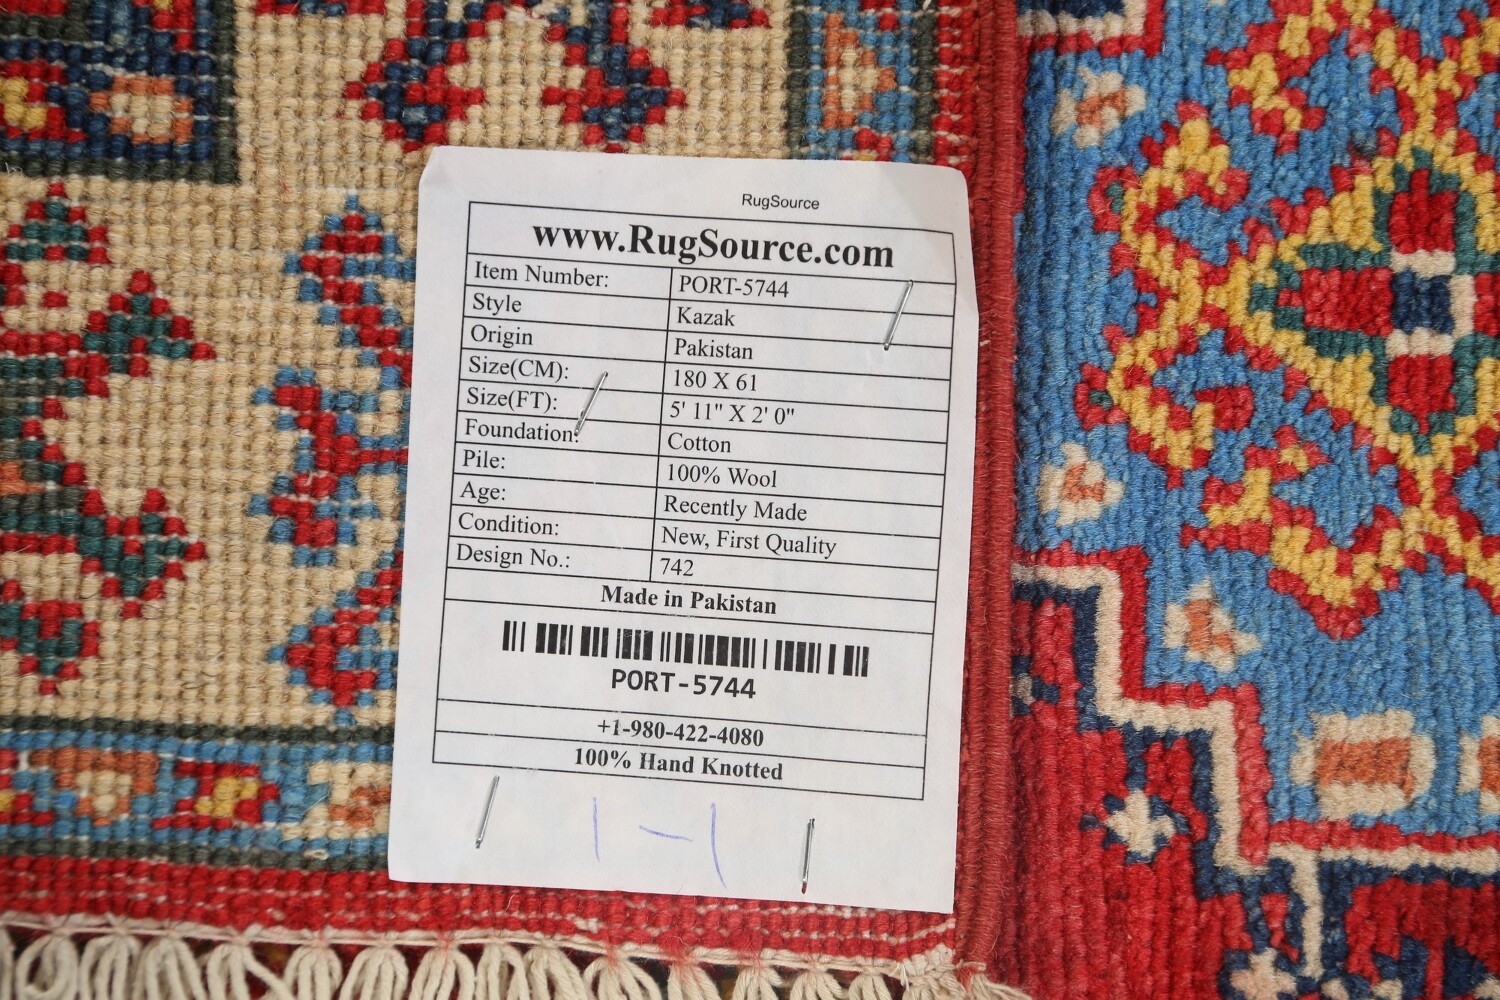 RugSource
www.RugSource.com
Item Number: PORT-5744
Style Kazak
Origin Pakistan
Size(CM): 180 X 61
Size(FT): 5' 11" X 2' 0"
Foundation: Cotton
Pile: 100% Wool
Age: Recently Made
Condition: New, First Quality
Design No.: 742
Made in Pakistan
PORT-5744
+1-980-422-4080
100% Hand Knotted
1-1